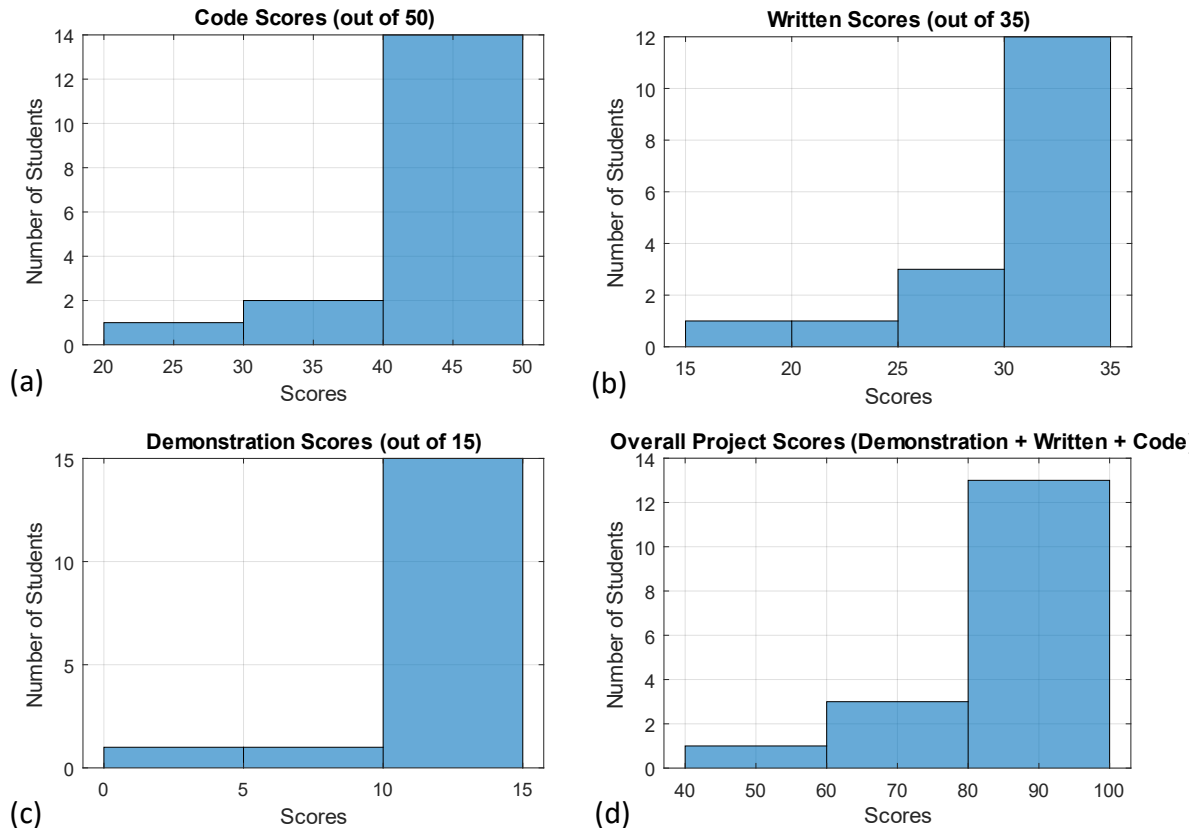 Code Scores (out of 50)
14
12
10
8
6
4
2
0
Number of Students
20 25 30 35 40 45 50
Scores
(a)
Written Scores (out of 35)
12
10
8
6
4
2
0
Number of Students
15 20 25 30 35
Scores
(b)
Demonstration Scores (out of 15)
15
10
5
0
Number of Students
0 5 10 15
Scores
(c)
Overall Project Scores (Demonstration + Written + Code
14
12
10
8
6
4
2
0
Number of Students
40 50 60 70 80 90 100
Scores
(d)